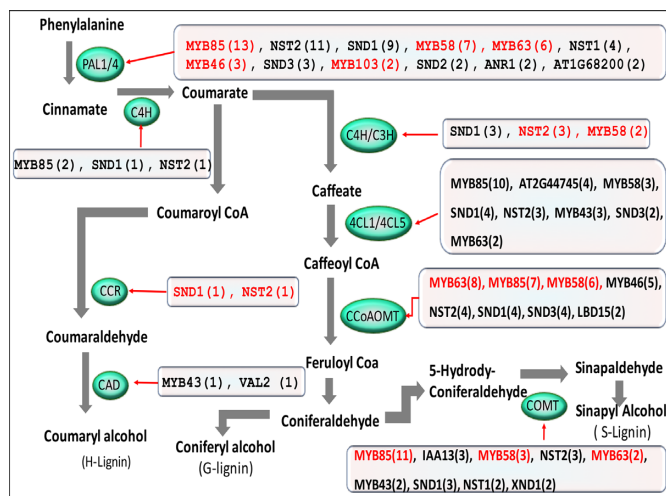 Phenylalanine
PAL1/4
MYB85(13), NST2(11), SND1(9), MYB58(7), MYB63(6), NST1(4),
MYB46(3), SND3(3), MYB103(2), SND2(2), ANR1(2), AT1G68200(2)
Cinnamate
C4H
Coumarate
MYB85(2), SND1(1), NST2(1)
C4H/C3H
SND1(3), NST2(3), MYB58(2)
Caffeate
4CL1/4CL5
MYB85(10), AT2G44745(4), MYB58(3),
SND1(4), NST2(3), MYB43(3), SND3(2),
MYB63(2)
Coumaroyl CoA
Caffeoyl CoA
CCR
SND1(1), NST2(1)
CCoAOMT
MYB63(8), MYB85(7), MYB58(6), MYB46(5),
NST2(4), SND1(4), SND3(4), LBD15(2)
Coumaraldehyde
Feruloyl Coa
CAD
MYB43(1), VAL2 (1)
5-Hydrody-
Coniferaldehyde
Sinapaldehyde
COMT
Coniferaldehyde
Sinapyl Alcohol
( S-Lignin)
Coumaryl alcohol
(H-Lignin)
Coniferyl alcohol
(G-lignin)
MYB85(11), IAA13(3), MYB58(3), NST2(3), MYB63(2),
MYB43(2), SND1(3), NST1(2), XND1(2)